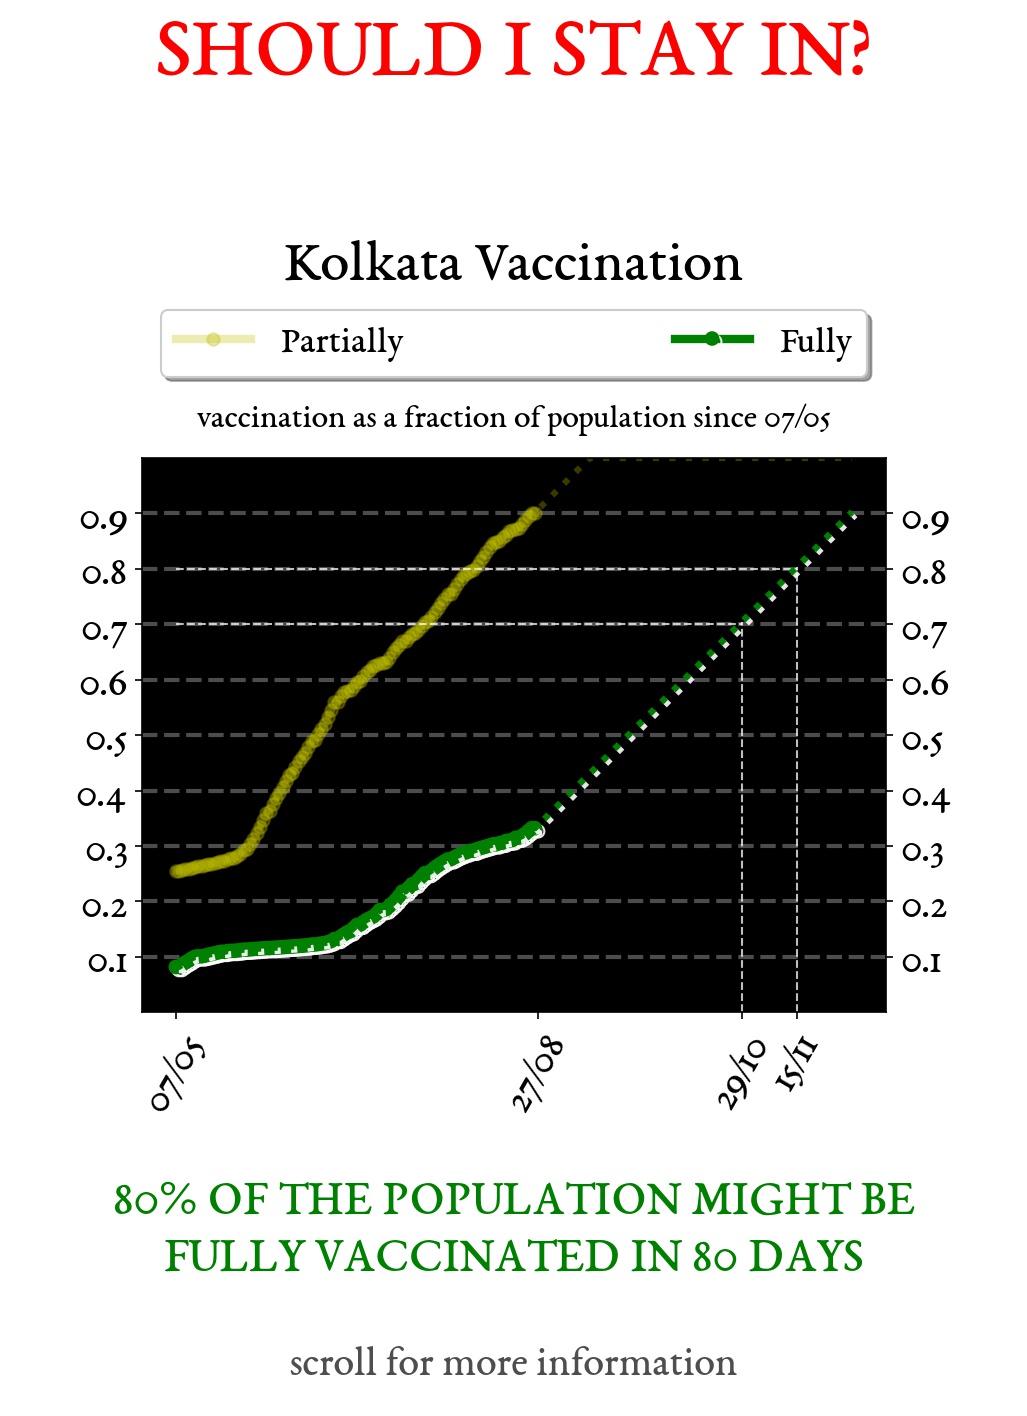 SHOULD I STAY IN?
Kolkata Vaccination
Partially Fully
vaccination as a fraction of population since 07/05
0.9 0.9
0.8 0.8
0.7 0.7
0.6 0.6
0.5 0.5
0.4 0.4
0.3 0.3
0.2 0.2
0.1 0.1
07/05 27/08 29/10 15/11
80% OF THE POPULATION MIGHT BE
FULLY VACCINATED IN 80 DAYS
scroll for more information